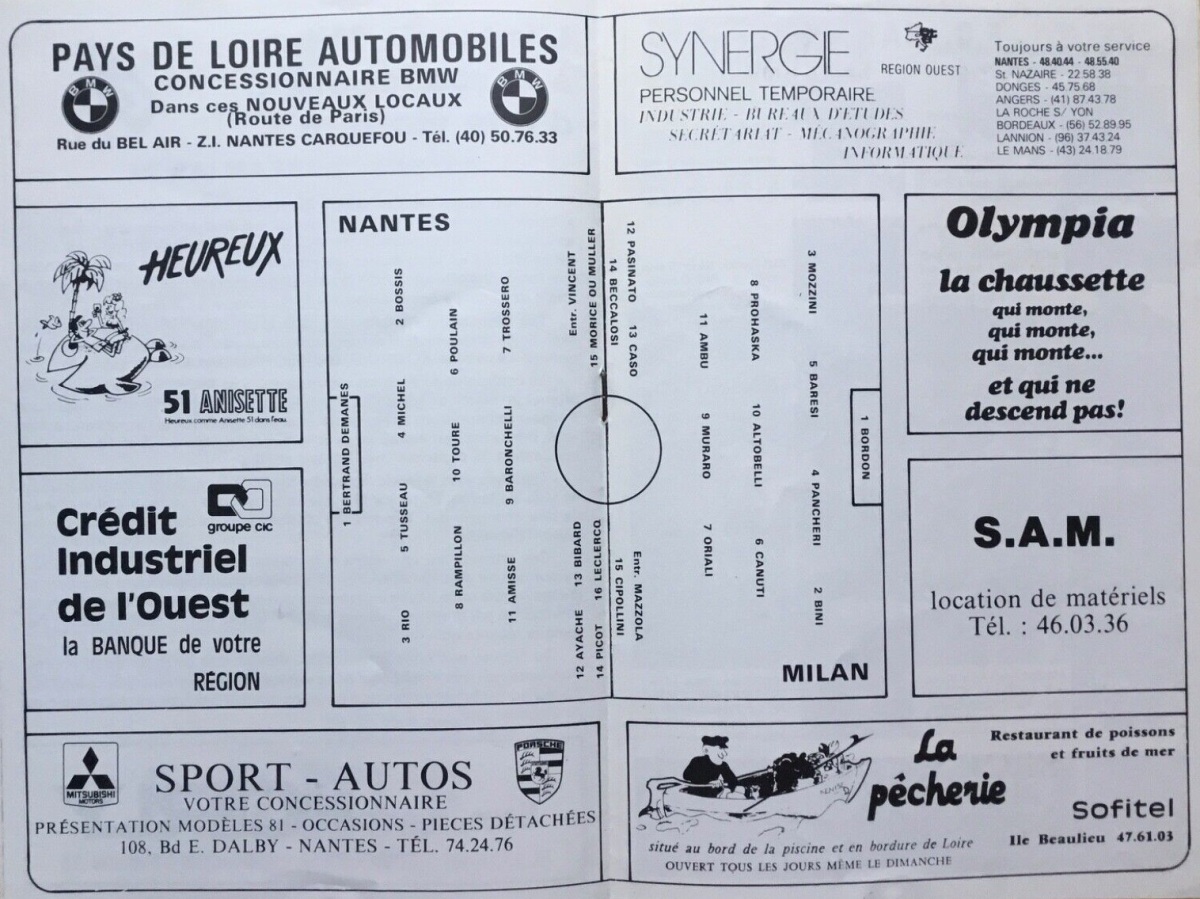 PAYS DE LOIRE AUTOMOBILES
CONCESSIONNAIRE BMW
BMW
Dans ces NOUVEAUX LOCAUX
(Route de Paris)
BMW
Rue du BEL AIR - Z.I. NANTES CARQUEFOU - Tél. (40) 50.76.33
SYNERGIE
REGION OUEST
PERSONNEL TEMPORAIRE
INDUSTRIE - BUREAUX D'ETUDES
SECRÉTARIAT - MÉCANOGRAPHIE
INFORMATIQUE
Toujours à votre service
NANTES - 48.40.44 - 48.55.40
St. NAZAIRE - 22.58.38
DONGES - 45.75.68
ANGERS - (41) 87.43.78
LA ROCHE S/ YON
BORDEAUX - (56) 52.89.95
LANNION - (96) 37.43.24
LE MANS - (43) 24.18.79
HEUREUX
51 ANISETTE
Heureux comme Anisette 51 dans l'eau.
Crédit
Industriel
de l'Ouest
groupe CIC
la BANQUE de votre
RÉGION
NANTES
1 BERTRAND DEMANES
2 BOSSIS
4 MICHEL
5 TUSSEAU
3 RIO
6 POULAIN
10 TOURE
8 RAMPILLON
7 TROSSERO
9 BARONCHELLI
11 AMISSE
Entr. VINCENT
15 MORICE OU MULLER
12 AYACHE 13 BIBARD
14 PICOT 16 LECLERCQ
12 PASINATO 13 CASO
14 BECCALOSI
15 CIPOLLINI
Entr. MAZZOLA
11 AMBU
9 MURARO
7 ORIALI
8 PROHASKA
10 ALTOBELLI
6 CANUTI
3 MOZZINI
5 BARESI
4 PANCHERI
2 BINI
1 BORDON
MILAN
Olympia
la chaussette
qui monte,
qui monte,
qui monte...
et qui ne
descend pas!
S.A.M.
location de matériels
Tél. : 46.03.36
MITSUBISHI
MOTORS
PORSCHE
SPORT - AUTOS
VOTRE CONCESSIONNAIRE
PRÉSENTATION MODÈLES 81 - OCCASIONS - PIECES DÉTACHÉES
108, Bd E. DALBY - NANTES - TÉL. 74.24.76
La
pêcherie
Restaurant de poissons
et fruits de mer
Sofitel
Ile Beaulieu 47.61.03
situé au bord de la piscine et en bordure de Loire
OUVERT TOUS LES JOURS MÊME LE DIMANCHE